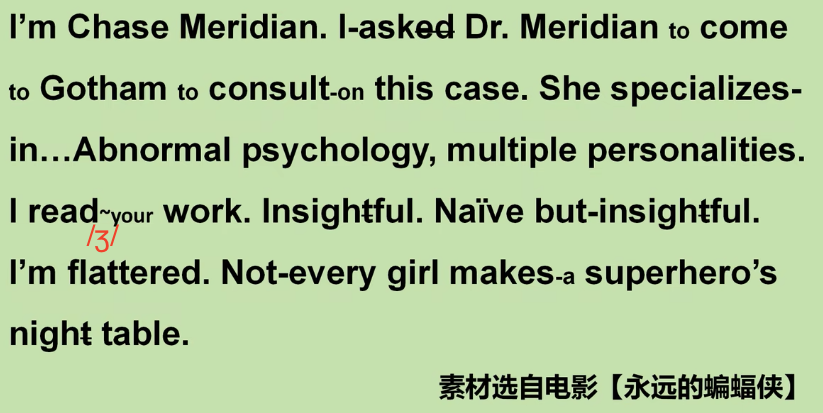 I'm Chase Meridian. I-asked Dr. Meridian to come
to Gotham to consult-on this case. She specializes-
in…Abnormal psychology, multiple personalities.
I read~your work. Insightful. Naïve but-insightful.
/ʒ/
I'm flattered. Not-every girl makes-a superhero's
night table.
素材选自电影【永远的蝙蝠侠】